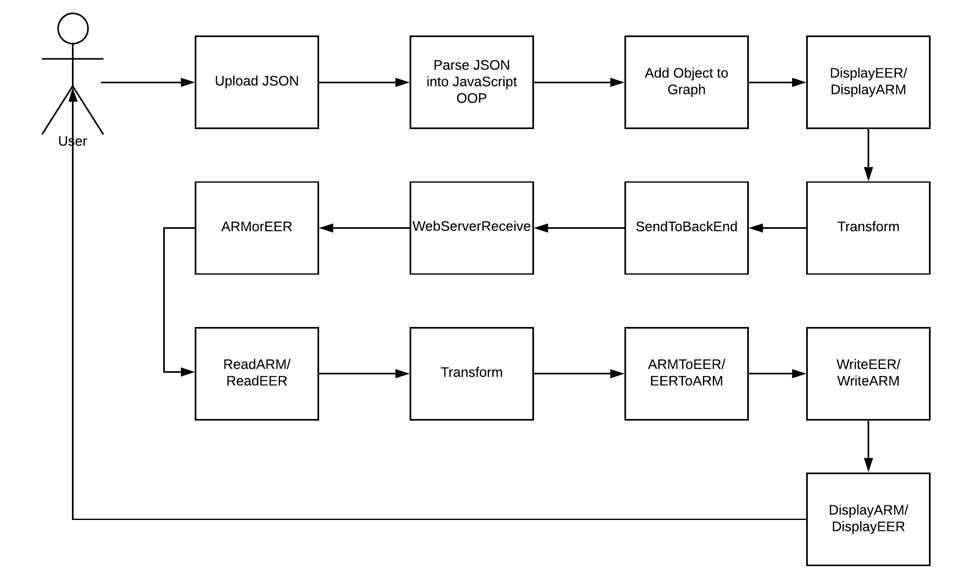 User
Upload JSON
Parse JSON
into JavaScript
OOP
Add Object to
Graph
DisplayEER/
DisplayARM
ARMorEER
WebServerReceive
SendToBackEnd
Transform
ReadARM/
ReadEER
Transform
ARMToEER/
EERToARM
WriteEER/
WriteARM
DisplayARM/
DisplayEER